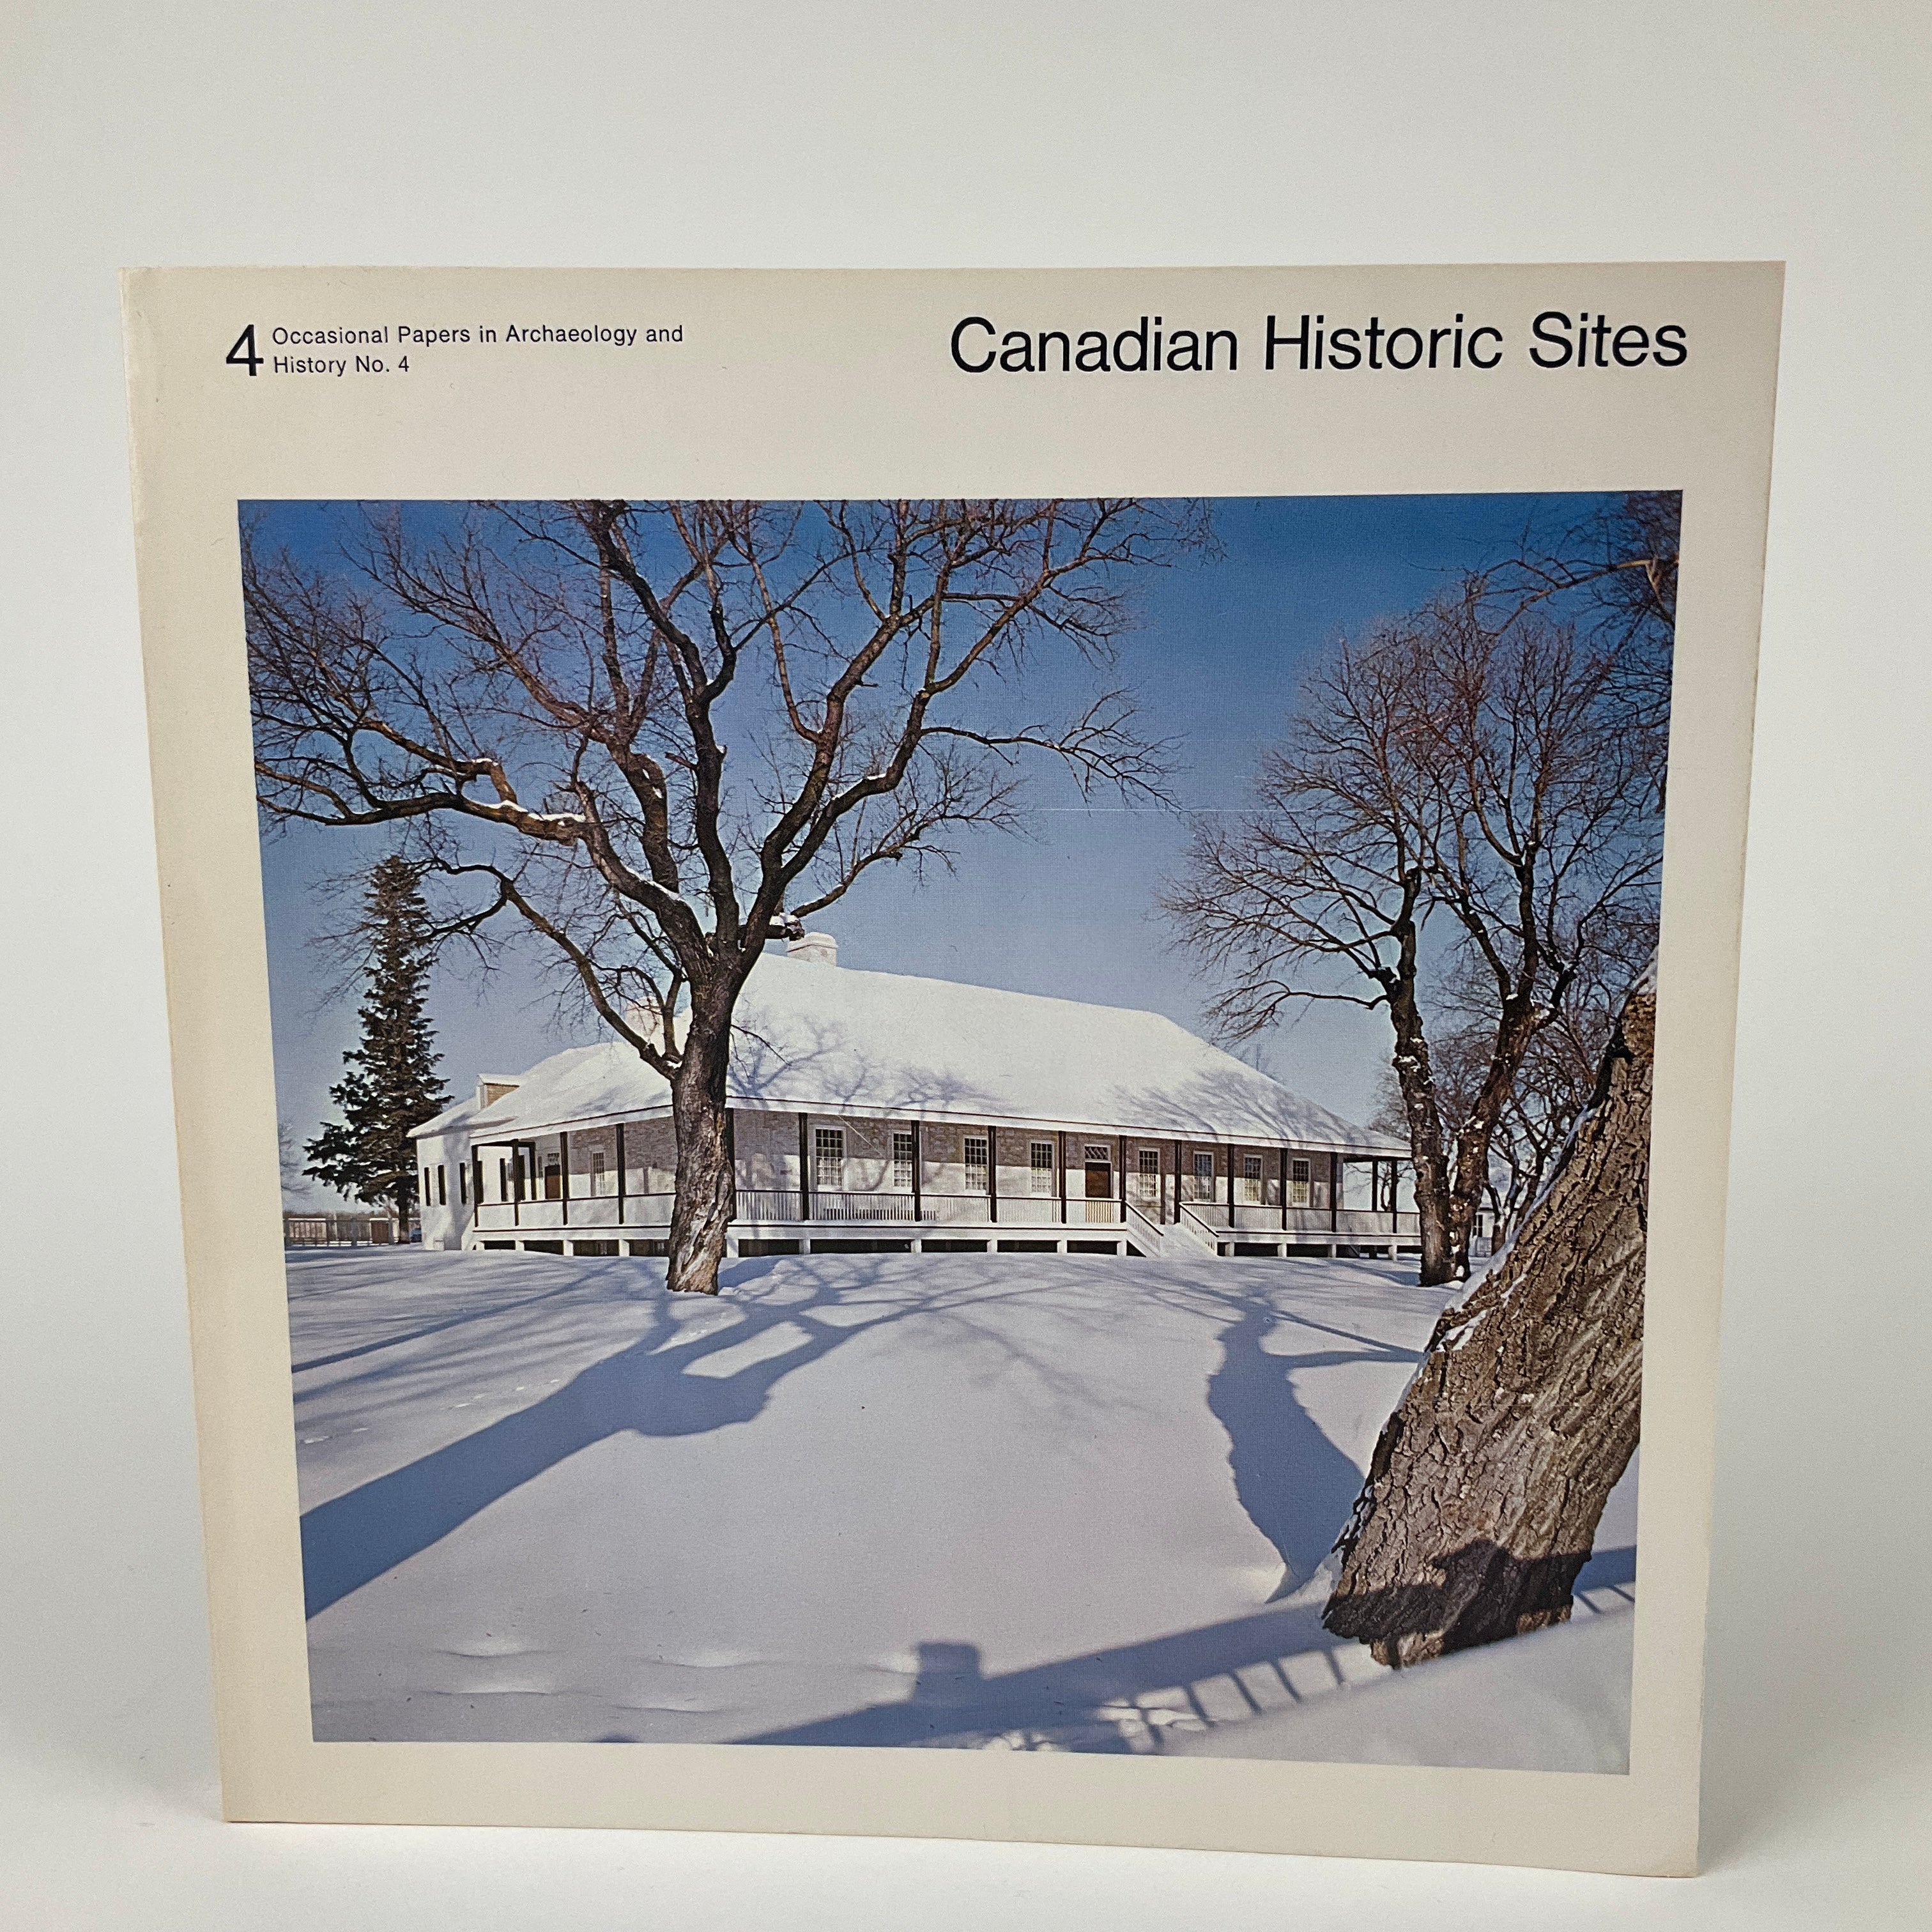 4
Occasional Papers in Archaeology and
History No. 4
Canadian Historic Sites